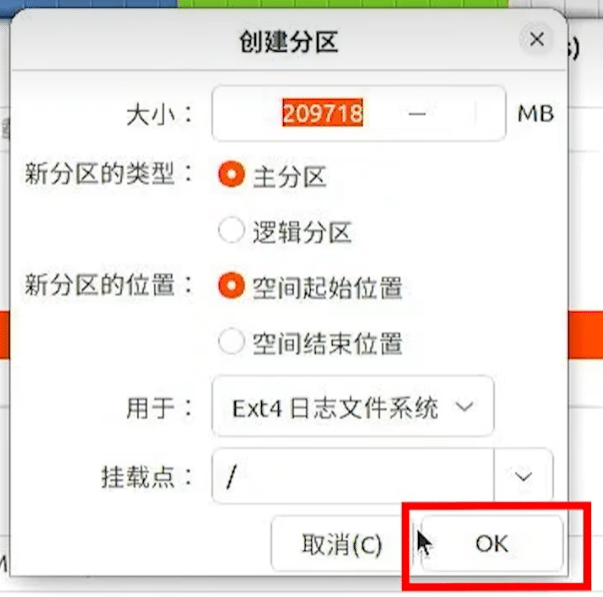 创建分区
大小： 209718 MB
新分区的类型： 主分区
逻辑分区
新分区的位置： 空间起始位置
空间结束位置
用于： Ext4 日志文件系统
挂载点： /
取消(C) OK